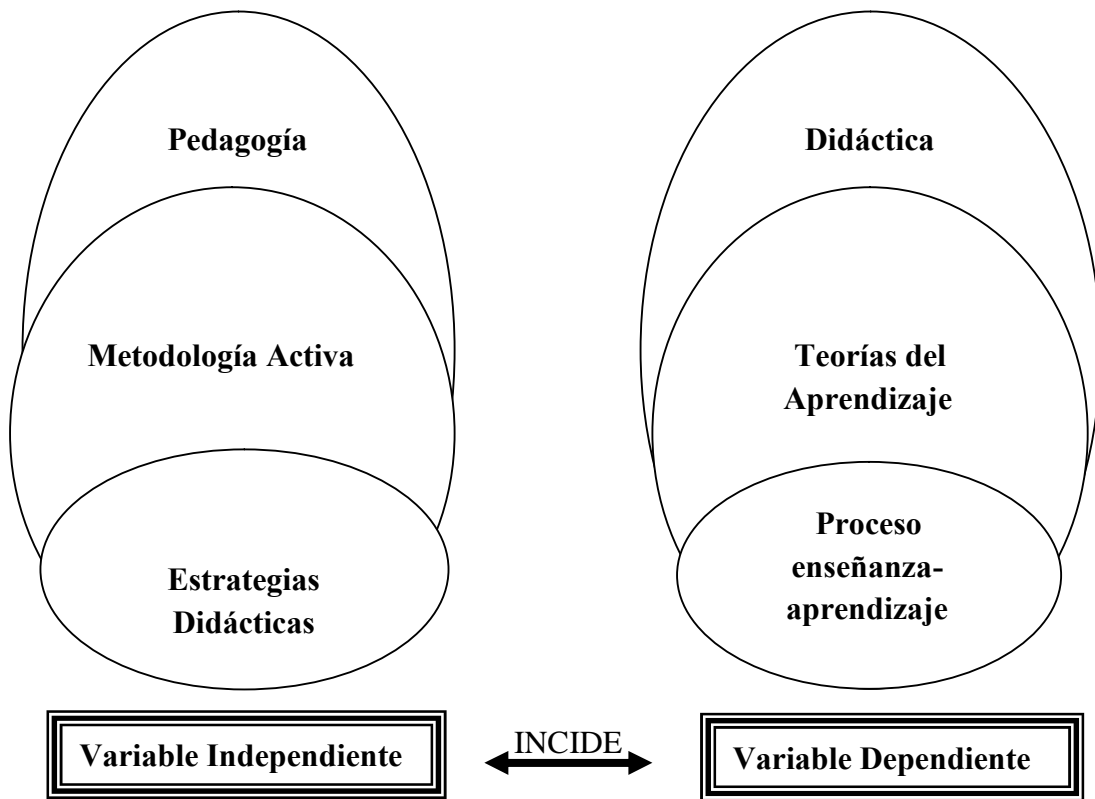 Pedagogía
Metodología Activa
Estrategias
Didácticas
Variable Independiente
INCIDE
Didáctica
Teorías del
Aprendizaje
Proceso
enseñanza-
aprendizaje
Variable Dependiente